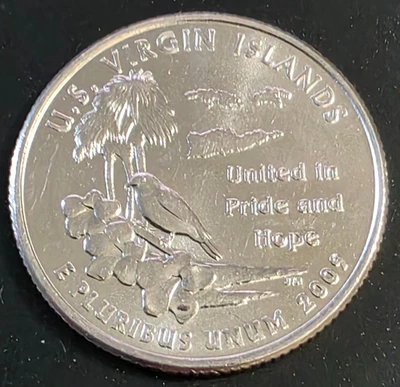 U.S. VIRGIN ISLANDS
United in
Pride and
Hope
E PLURIBUS UNUM 2009